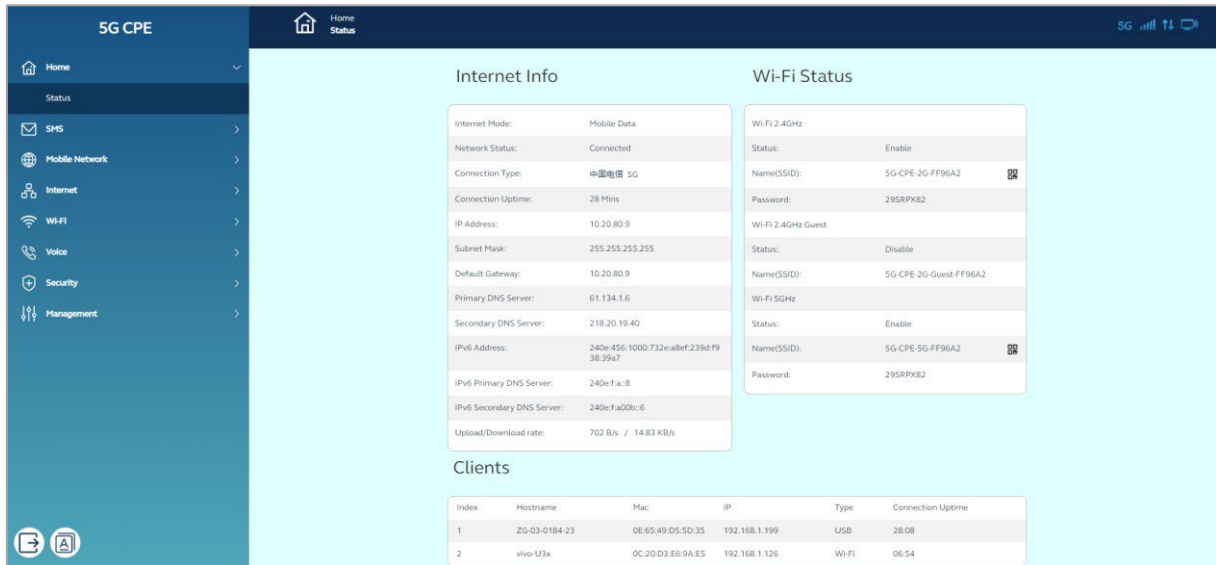 5G CPE
Home
Status
5G
Home
Status
SMS
Mobile Network
Internet
Wi-Fi
Voice
Security
Management
A
Internet Info
Internet Mode: Mobile Data
Network Status: Connected
Connection Type: 中国电信 5G
Connection Uptime: 28 Mins
IP Address: 10.20.80.9
Subnet Mask: 255.255.255.255
Default Gateway: 10.20.80.9
Primary DNS Server: 61.134.1.6
Secondary DNS Server: 218.20.19.40
IPv6 Address: 240e:456:1000:732e:a8ef:239d:f9
38:39a7
IPv6 Primary DNS Server: 240e:f:a::8
IPv6 Secondary DNS Server: 240e:f:a00b::6
Upload/Download rate: 702 B/s / 14.83 KB/s
Wi-Fi Status
Wi-Fi 2.4GHz
Status: Enable
Name(SSID): 5G-CPE-2G-FF96A2
Password: 295RPX82
Wi-Fi 2.4GHz Guest
Status: Disable
Name(SSID): 5G-CPE-2G-Guest-FF96A2
Wi-Fi 5GHz
Status: Enable
Name(SSID): 5G-CPE-5G-FF96A2
Password: 295RPX82
Clients
Index Hostname Mac IP Type Connection Uptime
1 ZG-03-0184-23 0E:65:49:D5:5D:35 192.168.1.199 USB 28:08
2 vivo-U3x 0C:20:D3:E6:9A:E5 192.168.1.126 Wi-Fi 06:54